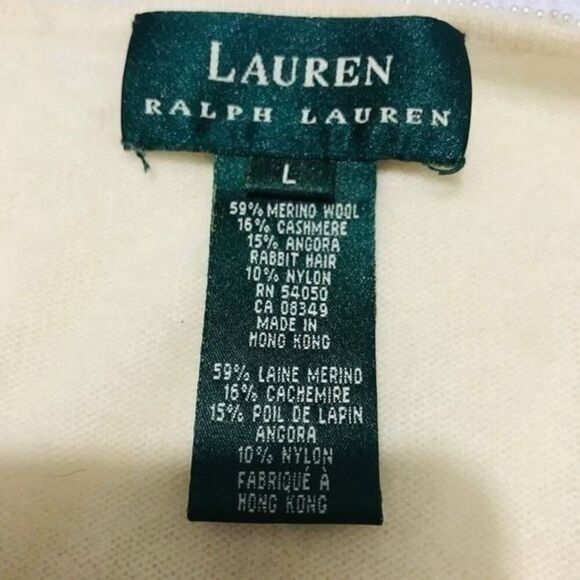 LAUREN
RALPH LAUREN
L
59% MERINO WOOL
16% CASHMERE
15% ANGORA
RABBIT HAIR
10% NYLON
RN 54050
CA 08349
MADE IN
HONG KONG
59% LAINE MERINO
16% CACHEMIRE
15% POIL DE LAPIN
ANGORA
10% NYLON
FABRIQUÉ À
HONG KONG